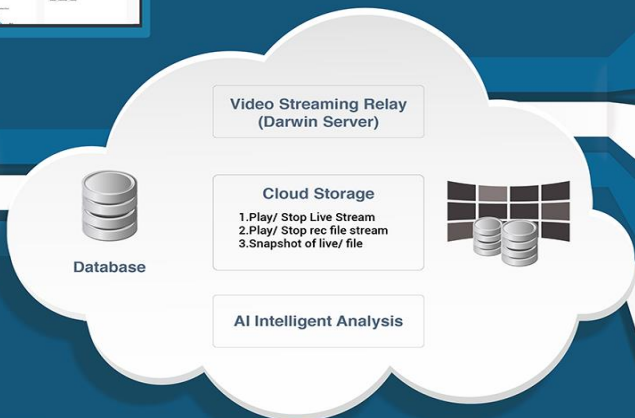 Video Streaming Relay
(Darwin Server)
Cloud Storage
1.Play/ Stop Live Stream
2.Play/ Stop rec file stream
3.Snapshot of live/ file
Database
AI Intelligent Analysis